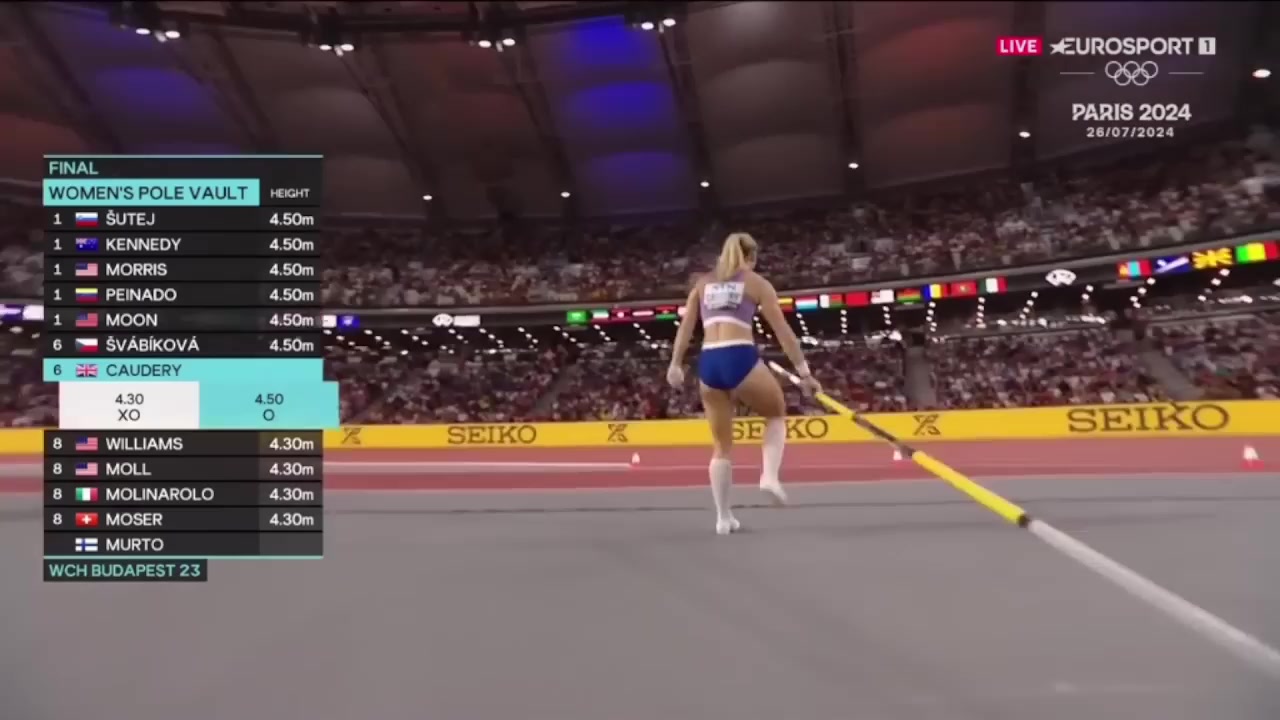 LIVE EUROSPORT 1
PARIS 2024
26/07/2024
FINAL
WOMEN'S POLE VAULT HEIGHT
1 ŠUTEJ 4.50m
1 KENNEDY 4.50m
1 MORRIS 4.50m
1 PEINADO 4.50m
1 MOON 4.50m
6 ŠVÁBÍKOVÁ 4.50m
6 CAUDERY
4.30 4.50
XO O
8 WILLIAMS 4.30m
8 MOLL 4.30m
8 MOLINAROLO 4.30m
8 MOSER 4.30m
MURTO
WCH BUDAPEST 23
SEIKO SEIKO SEIKO